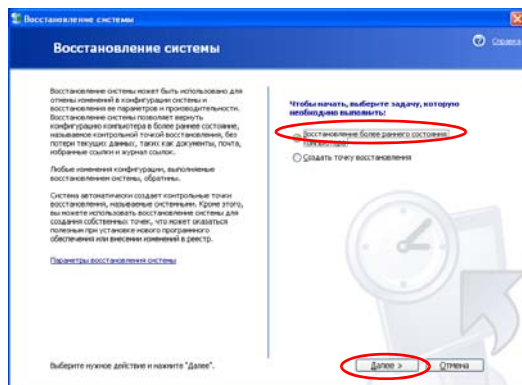 Восстановление системы
Восстановление системы
Справка
Восстановление системы может быть использовано для
отмены изменений в конфигурации системы и
восстановления ее параметров и производительности.
Восстановление системы позволяет вернуть
конфигурацию компьютера в более раннее состояние,
называемое контрольной точкой восстановления, без
потери текущих данных, таких как документы, почта,
избранные ссылки и журнал ссылок.
Любые изменения конфигурации, выполняемые
восстановлением системы, обратимы.
Система автоматически создает контрольные точки
восстановления, называемые системными. Кроме этого,
вы можете использовать восстановление системы для
создания собственных точек, что может оказаться
полезным при установке нового программного
обеспечения или внесении изменений в реестр.
Параметры восстановления системы
Чтобы начать, выберите задачу, которую
необходимо выполнить:
Восстановление более раннего состояния
компьютера
Создать точку восстановления
Выберите нужное действие и нажмите "Далее".
Далее >
Отмена